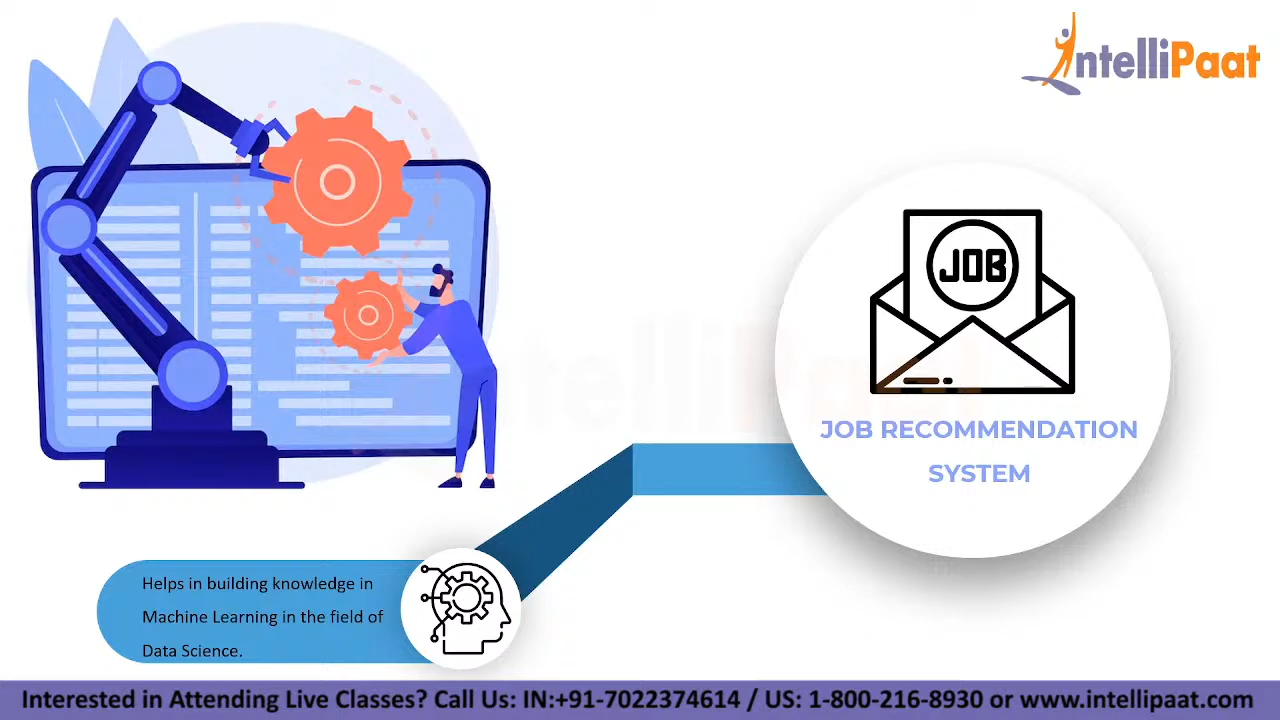 IntelliPaat
JOB
JOB RECOMMENDATION
SYSTEM
Helps in building knowledge in
Machine Learning in the field of
Data Science.
Interested in Attending Live Classes? Call Us: IN:+91-7022374614 / US: 1-800-216-8930 or www.intellipaat.com